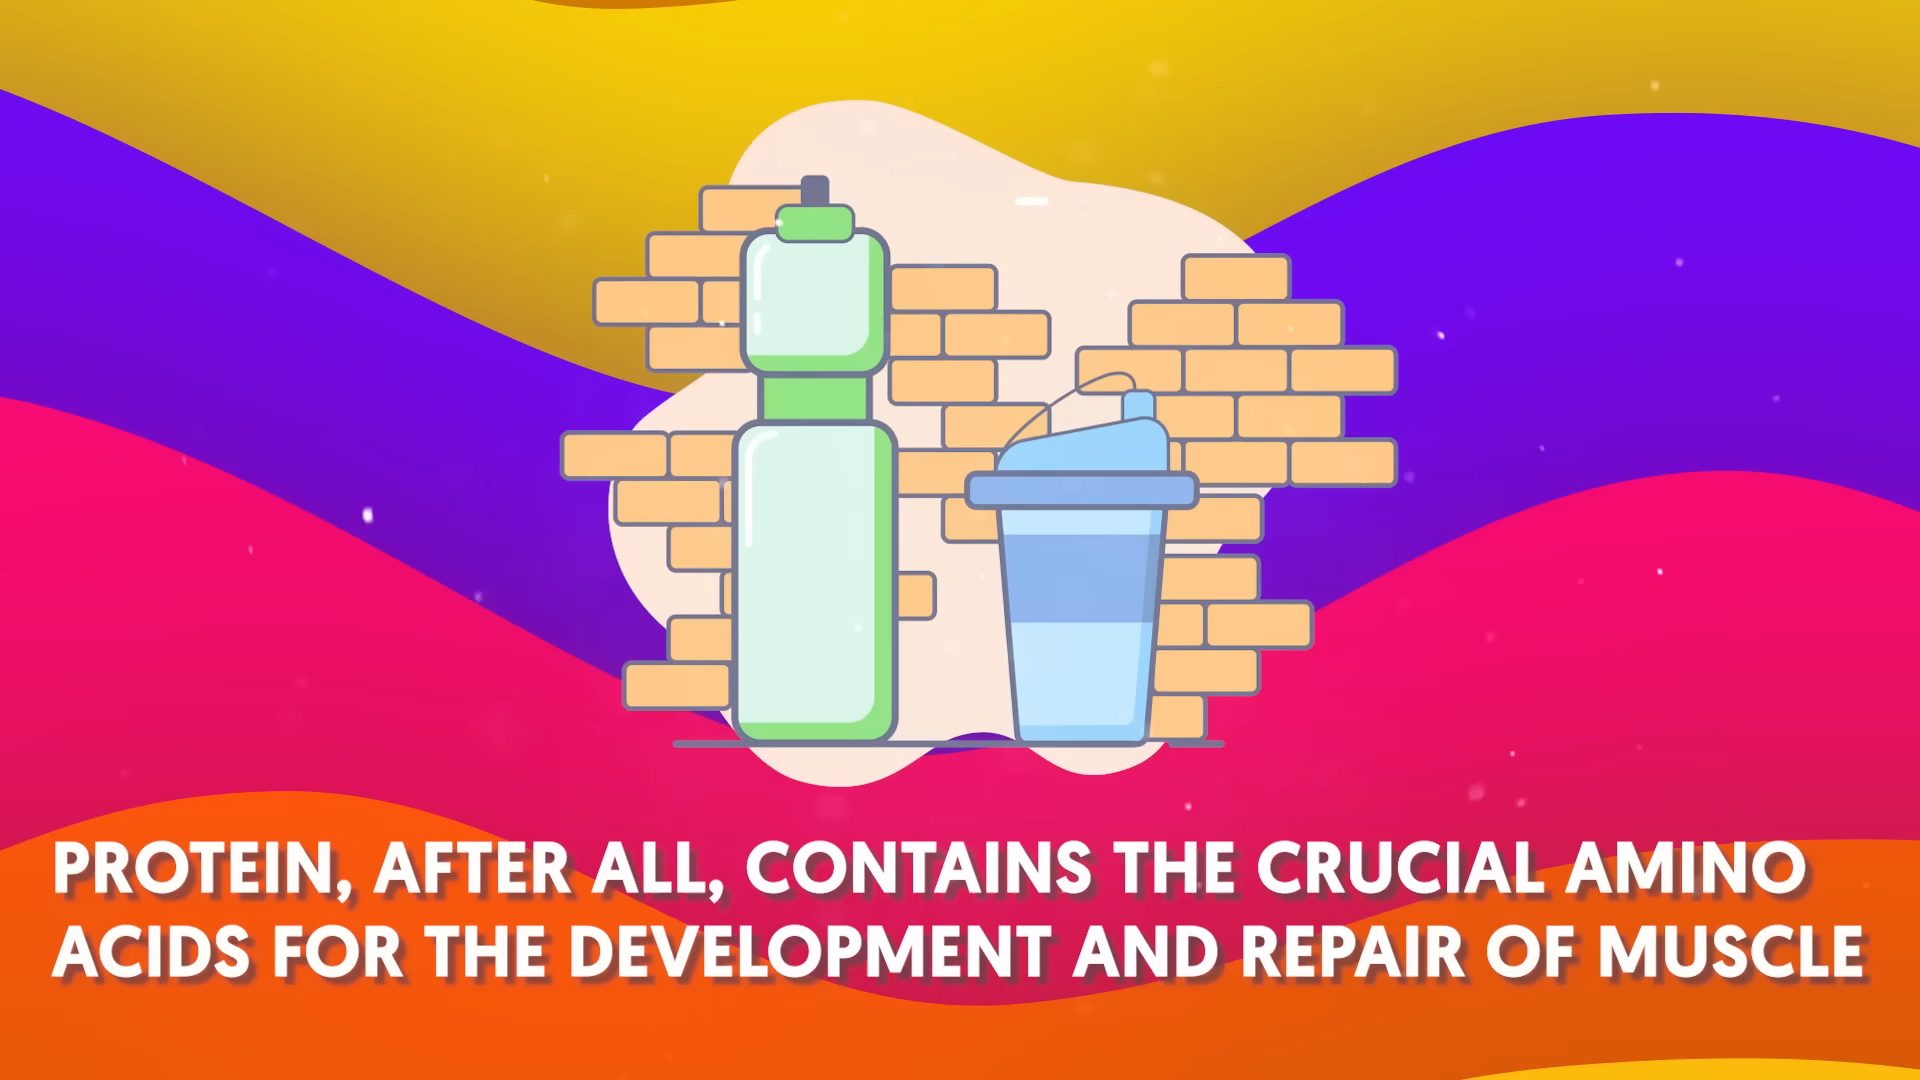 PROTEIN, AFTER ALL, CONTAINS THE CRUCIAL AMINO
ACIDS FOR THE DEVELOPMENT AND REPAIR OF MUSCLE